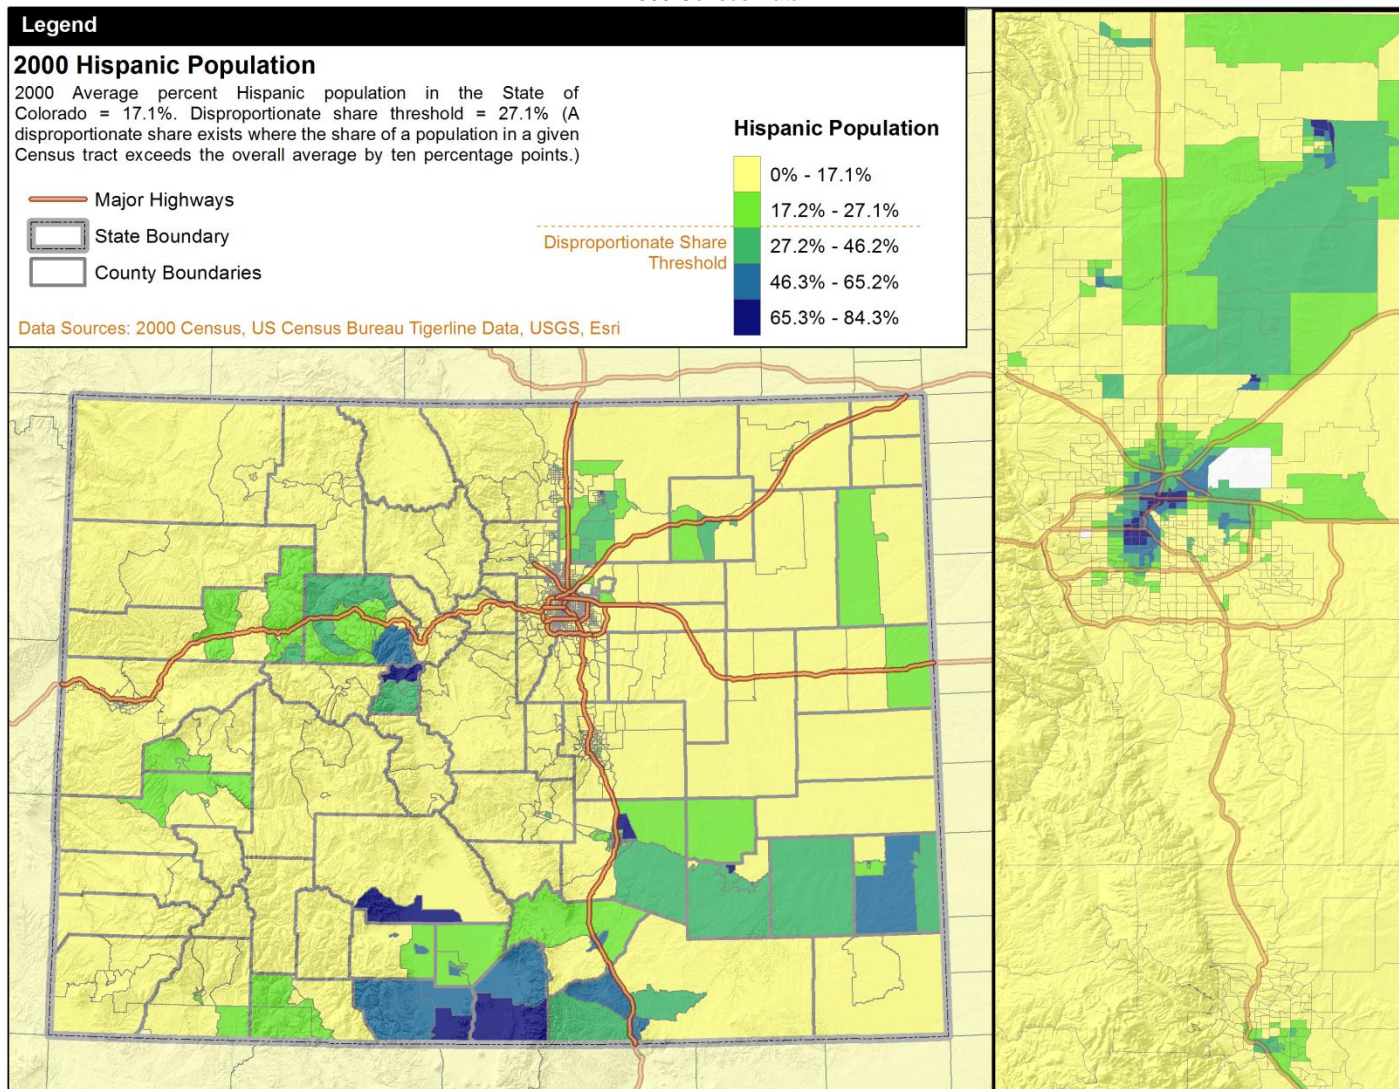 Legend
2000 Hispanic Population
2000 Average percent Hispanic population in the State of
Colorado = 17.1%. Disproportionate share threshold = 27.1% (A
disproportionate share exists where the share of a population in a given
Census tract exceeds the overall average by ten percentage points.)
Major Highways
State Boundary
County Boundaries
Data Sources: 2000 Census, US Census Bureau Tigerline Data, USGS, Esri
Hispanic Population
0% - 17.1%
17.2% - 27.1%
Disproportionate Share
Threshold
27.2% - 46.2%
46.3% - 65.2%
65.3% - 84.3%